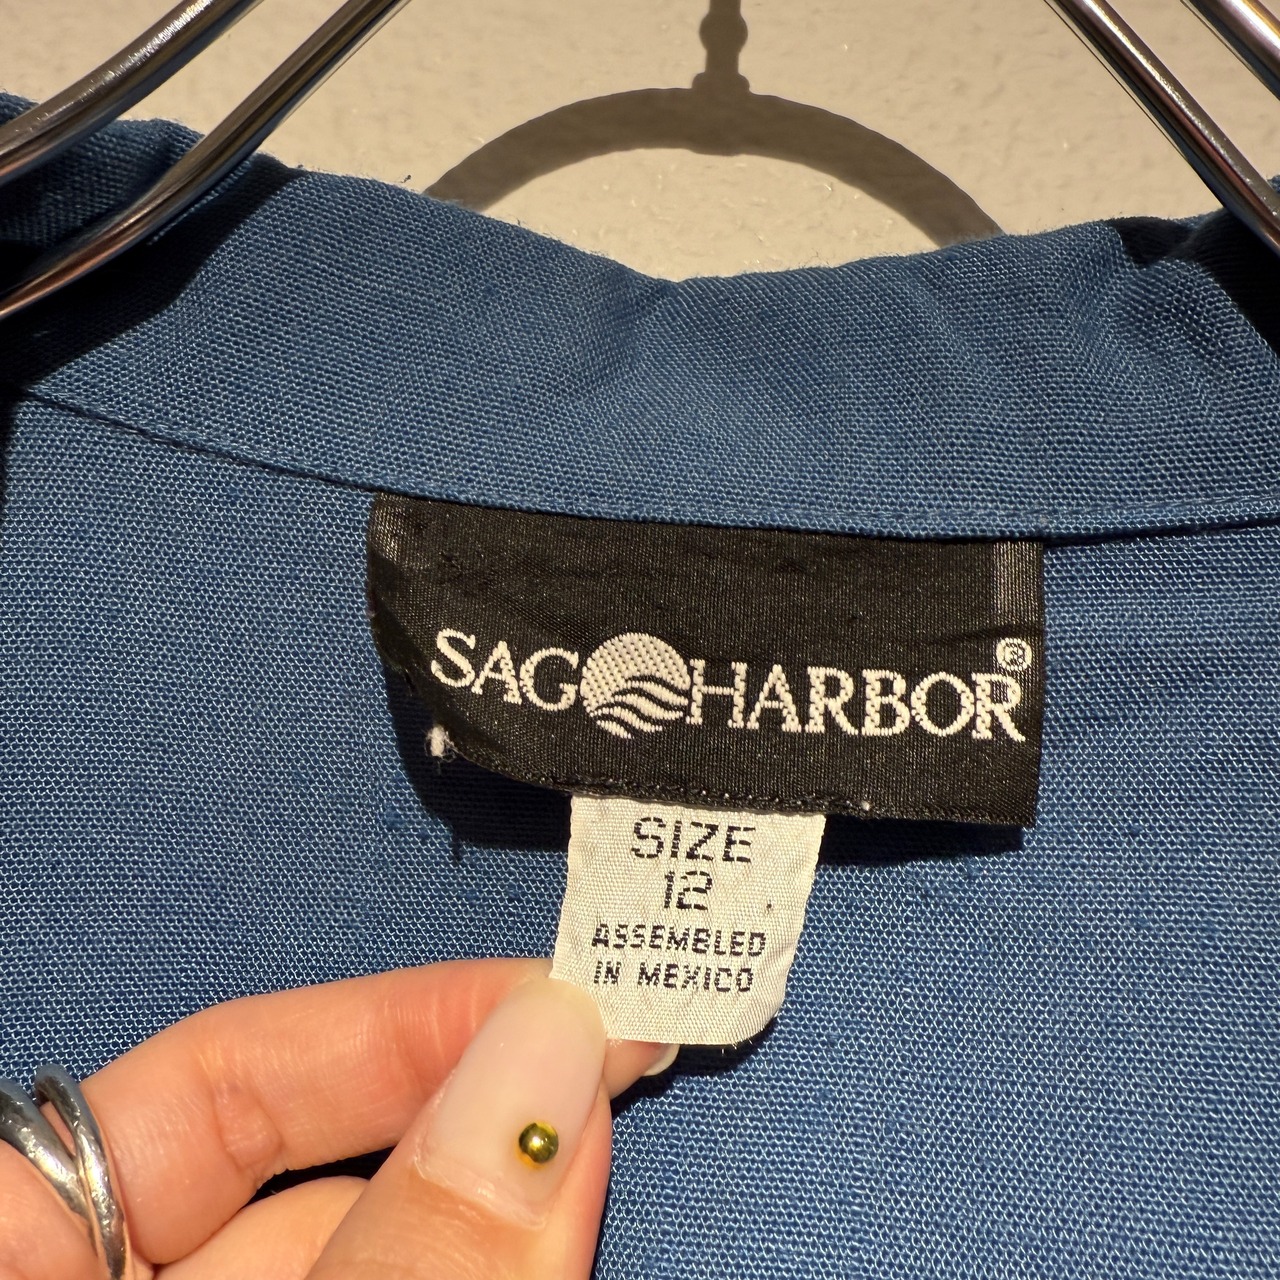 SAG HARBOR®
SIZE
12
ASSEMBLED
IN MEXICO